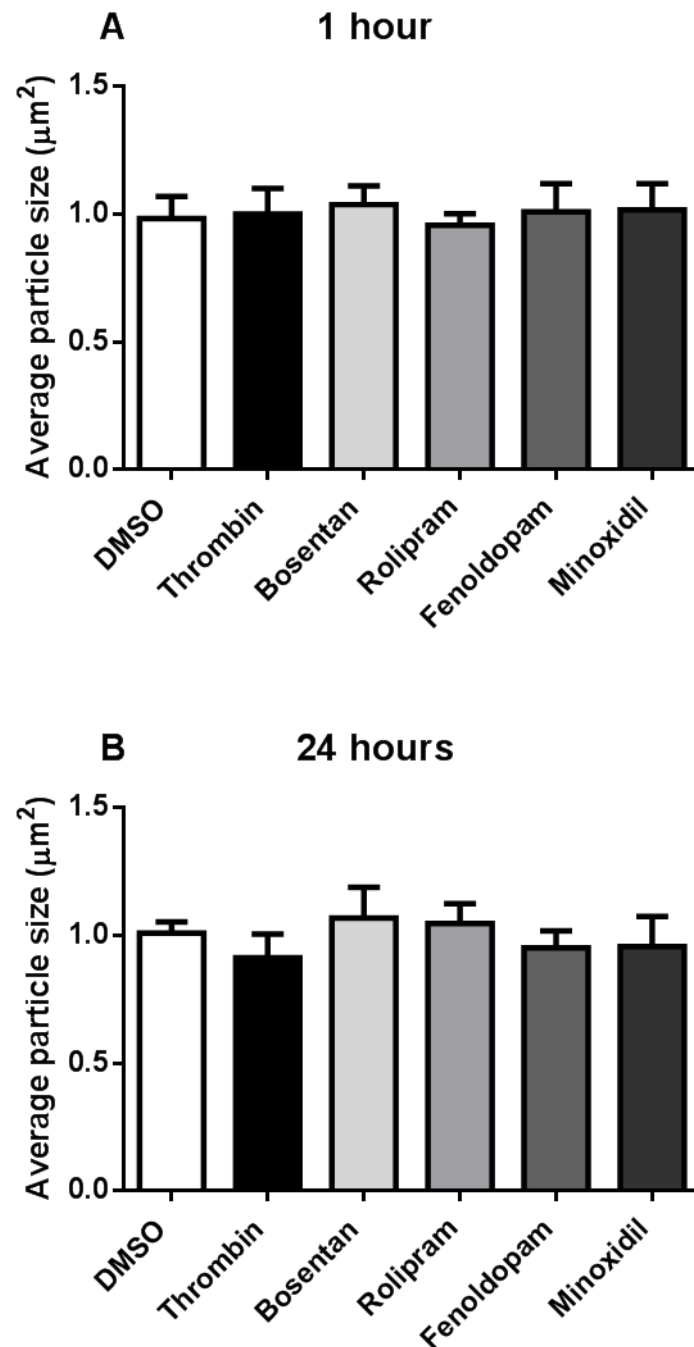 A 1 hour
Average particle size (μm²)
1.5
1.0
0.5
0.0
DMSO
Thrombin
Bosentan
Rolipram
Fenoldopam
Minoxidil
B 24 hours
Average particle size (μm²)
1.5
1.0
0.5
0.0
DMSO
Thrombin
Bosentan
Rolipram
Fenoldopam
Minoxidil